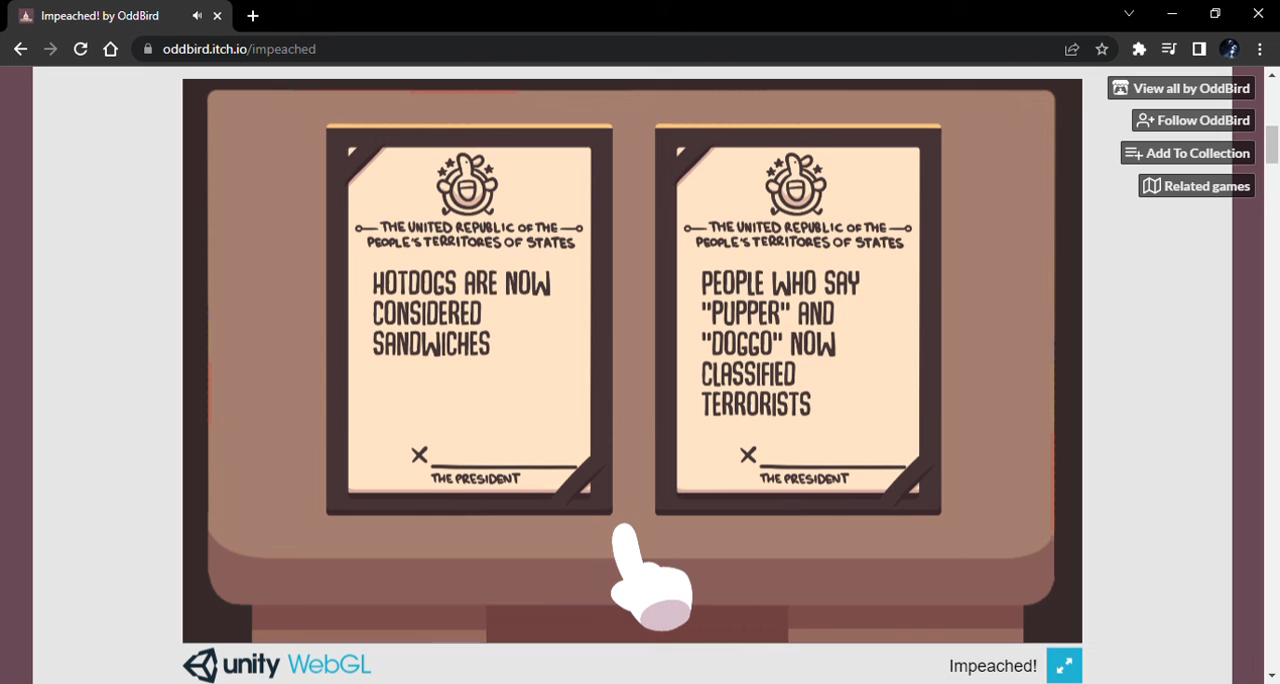 Impeached! by OddBird
oddbird.itch.io/impeached
View all by OddBird
Follow OddBird
Add To Collection
Related games
THE UNITED REPUBLIC OF THE
PEOPLE'S TERRITORES OF STATES
HOTDOGS ARE NOW
CONSIDERED
SANDWICHES
X
THE PRESIDENT
THE UNITED REPUBLIC OF THE
PEOPLE'S TERRITORES OF STATES
PEOPLE WHO SAY
"PUPPER" AND
"DOGGO" NOW
CLASSIFIED
TERRORISTS
X
THE PRESIDENT
unity WebGL
Impeached!